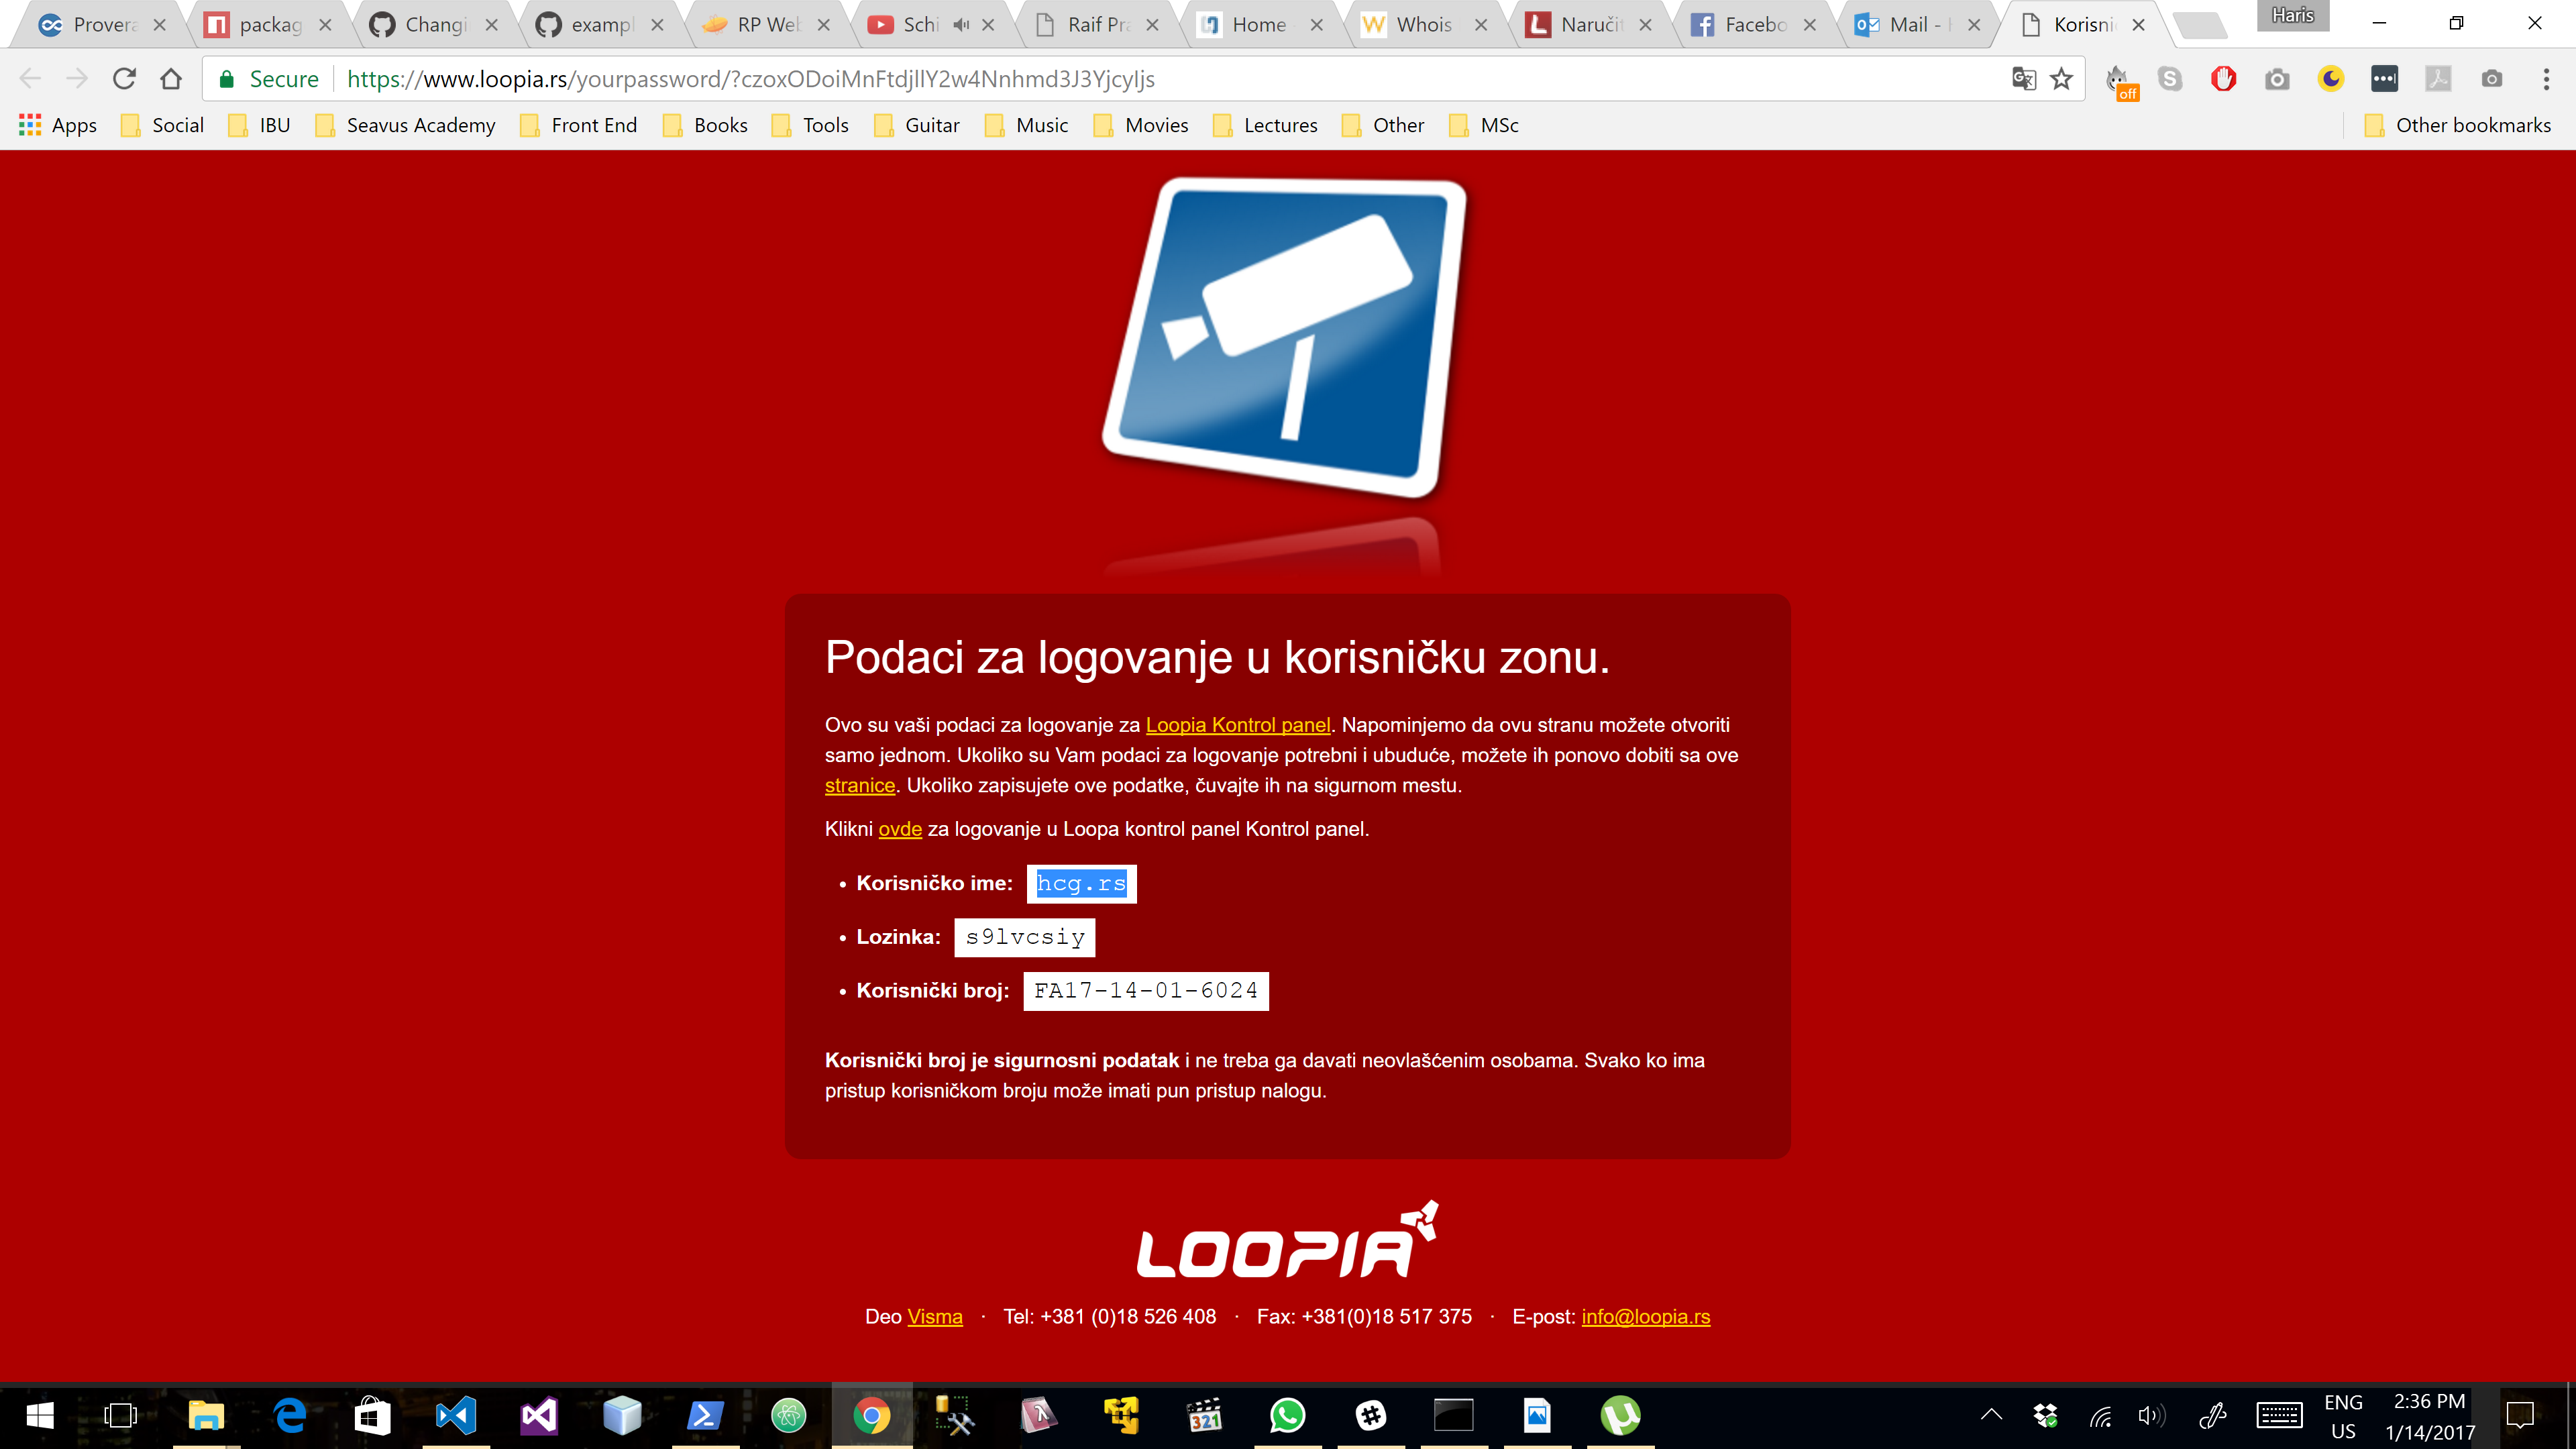 Provera
packag
Changi
exampl
RP Web
Schi
Raif Pra
Home -
Whois
Naručit
Facebo
Mail -
Korisni
Haris
Secure
https://www.loopia.rs/yourpassword/?czoxODoiMnFtdjllY2w4Nnhmd3J3YjcyIjs
off
Apps
Social
IBU
Seavus Academy
Front End
Books
Tools
Guitar
Music
Movies
Lectures
Other
MSc
Other bookmarks
Podaci za logovanje u korisničku zonu.
Ovo su vaši podaci za logovanje za Loopia Kontrol panel. Napominjemo da ovu stranu možete otvoriti
samo jednom. Ukoliko su Vam podaci za logovanje potrebni i ubuduće, možete ih ponovo dobiti sa ove
stranice. Ukoliko zapisujete ove podatke, čuvajte ih na sigurnom mestu.
Klikni ovde za logovanje u Loopa kontrol panel Kontrol panel.
• Korisničko ime: hcg.rs
• Lozinka: s9lvcsiy
• Korisnički broj: FA17-14-01-6024
Korisnički broj je sigurnosni podatak i ne treba ga davati neovlašćenim osobama. Svako ko ima
pristup korisničkom broju može imati pun pristup nalogu.
LOOPIA
Deo Visma · Tel: +381 (0)18 526 408 · Fax: +381(0)18 517 375 · E-post: info@loopia.rs
321
ENG
US
2:36 PM
1/14/2017